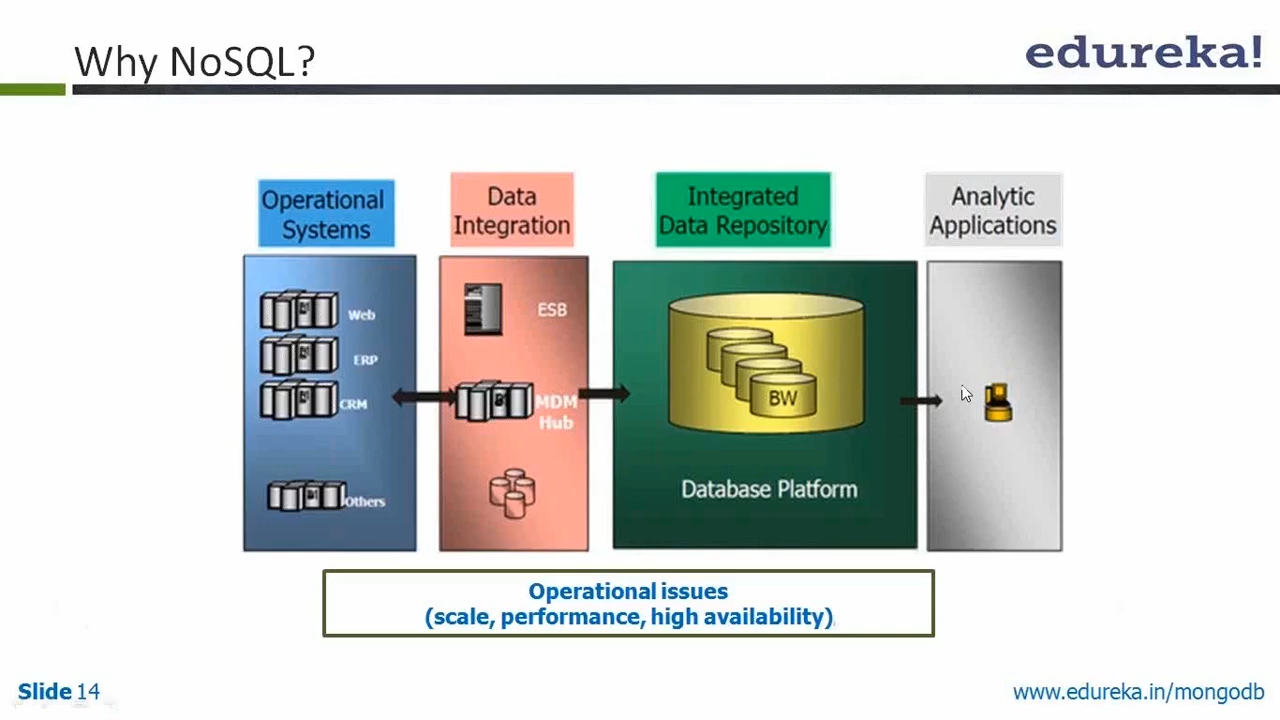 Why NoSQL?
edureka!
Operational
Systems
Data
Integration
Integrated
Data Repository
Analytic
Applications
Web
ERP
CRM
Others
ESB
MDM
Hub
BW
Database Platform
Operational issues
(scale, performance, high availability)
Slide 14
www.edureka.in/mongodb